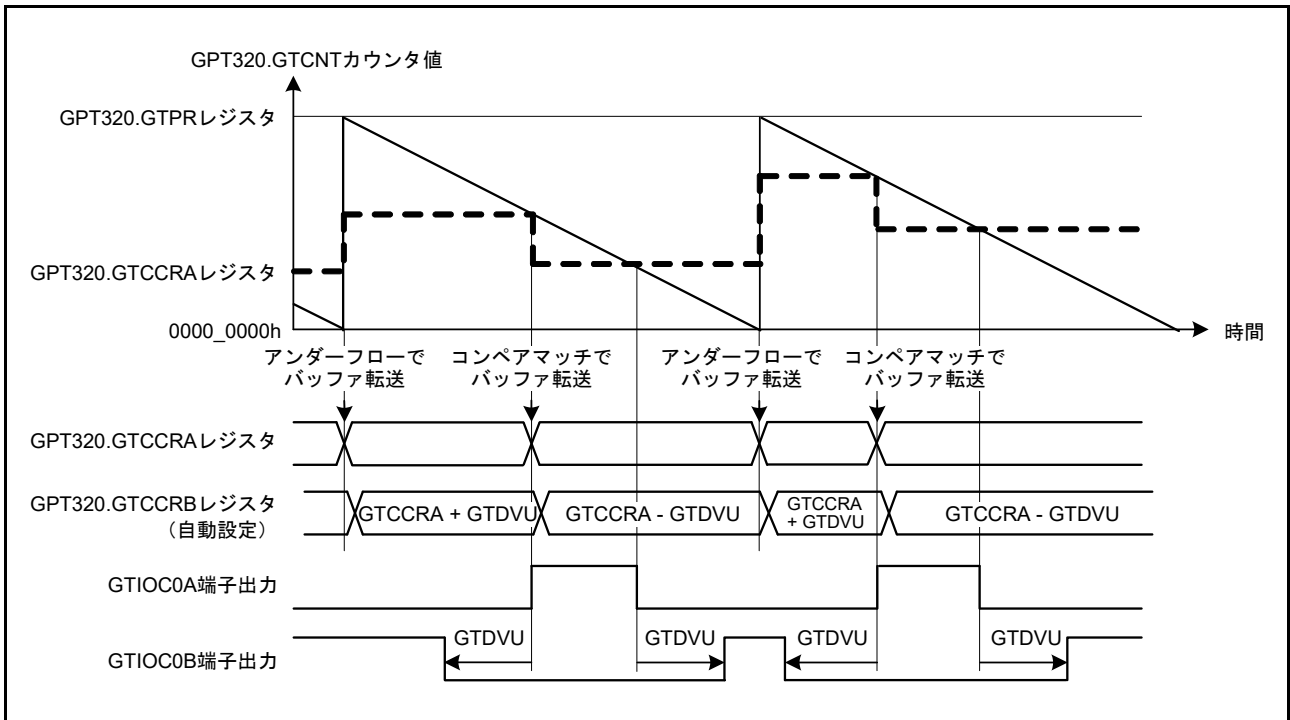 GPT320.GTCNTカウンタ値
GPT320.GTPRレジスタ
GPT320.GTCCRAレジスタ
0000_0000h
時間
アンダーフローで
バッファ転送
コンペアマッチで
バッファ転送
アンダーフローで
バッファ転送
コンペアマッチで
バッファ転送
GPT320.GTCCRAレジスタ
GPT320.GTCCRBレジスタ
（自動設定）
GTCCRA + GTDVU
GTCCRA - GTDVU
GTCCRA
+ GTDVU
GTCCRA - GTDVU
GTIOC0A端子出力
GTDVU
GTDVU
GTDVU
GTDVU
GTIOC0B端子出力